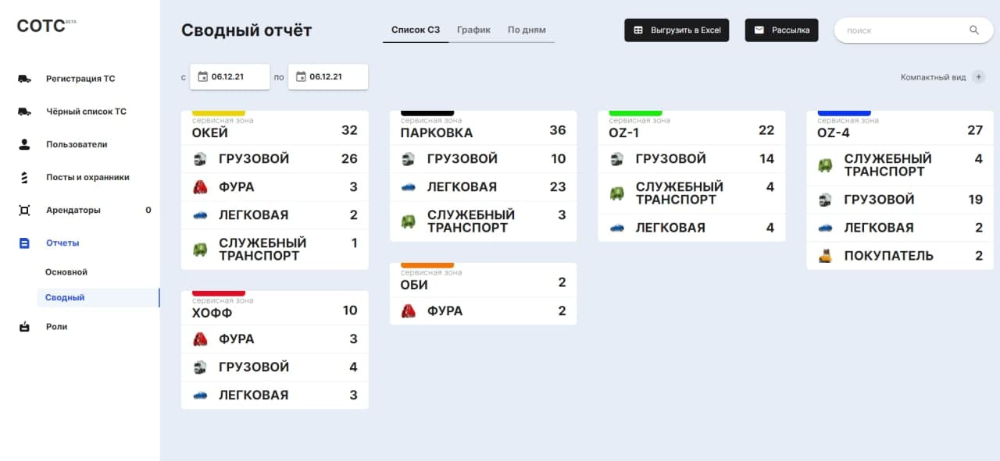 СОТС BETA
Регистрация ТС
Чёрный список ТС
Пользователи
Посты и охранники
Арендаторы 0
Отчеты
Основной
Сводный
Роли
Сводный отчёт
Список СЗ График По дням
Выгрузить в Excel
Рассылка
поиск
с 06.12.21 по 06.12.21
Компактный вид +
сервисная зона
ОКЕЙ 32
ГРУЗОВОЙ 26
ФУРА 3
ЛЕГКОВАЯ 2
СЛУЖЕБНЫЙ 1
ТРАНСПОРТ
сервисная зона
ХОФФ 10
ФУРА 3
ГРУЗОВОЙ 4
ЛЕГКОВАЯ 3
сервисная зона
ПАРКОВКА 36
ГРУЗОВОЙ 10
ЛЕГКОВАЯ 23
СЛУЖЕБНЫЙ 3
ТРАНСПОРТ
сервисная зона
ОБИ 2
ФУРА 2
сервисная зона
OZ-1 22
ГРУЗОВОЙ 14
СЛУЖЕБНЫЙ 4
ТРАНСПОРТ
ЛЕГКОВАЯ 4
сервисная зона
OZ-4 27
СЛУЖЕБНЫЙ 4
ТРАНСПОРТ
ГРУЗОВОЙ 19
ЛЕГКОВАЯ 2
ПОКУПАТЕЛЬ 2